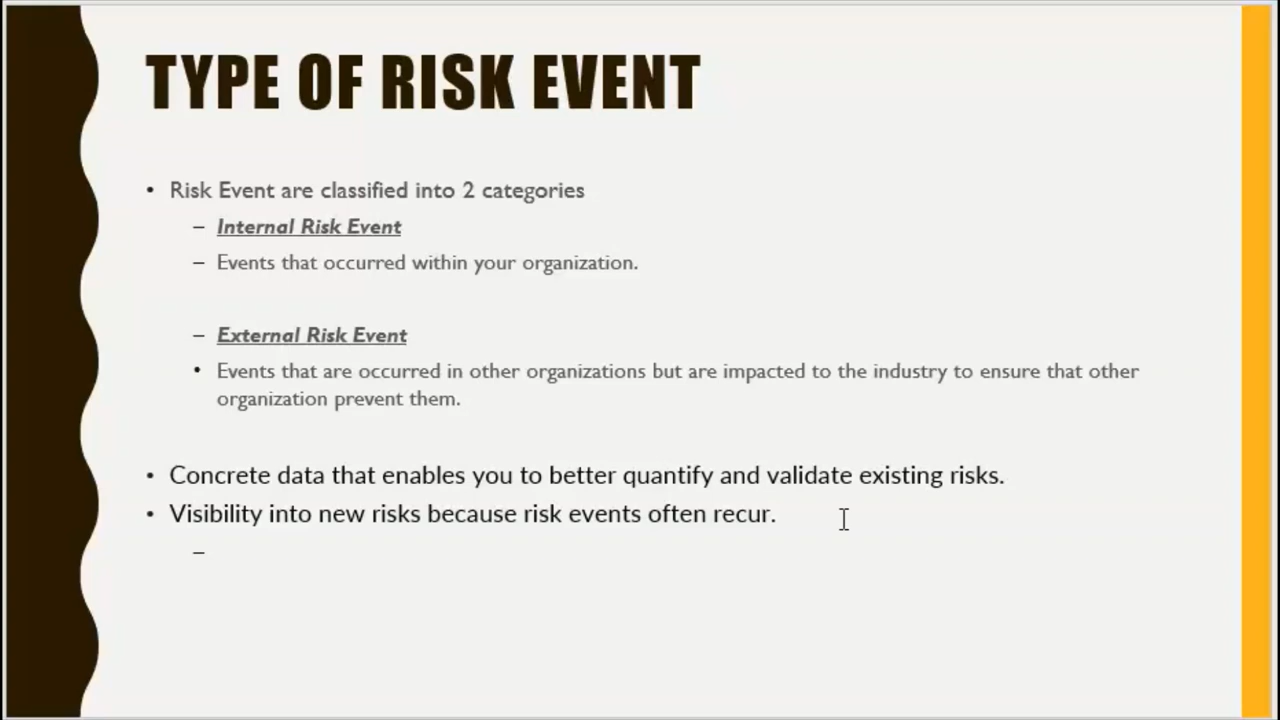 TYPE OF RISK EVENT
• Risk Event are classified into 2 categories
– Internal Risk Event
– Events that occurred within your organization.
– External Risk Event
• Events that are occurred in other organizations but are impacted to the industry to ensure that other
organization prevent them.
• Concrete data that enables you to better quantify and validate existing risks.
• Visibility into new risks because risk events often recur.
–